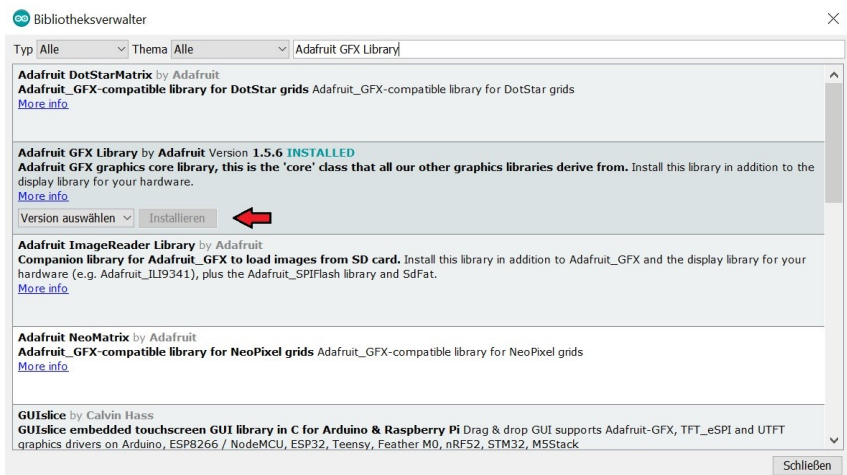 Bibliotheksverwalter
Typ Alle Thema Alle Adafruit GFX Library
Adafruit DotStarMatrix by Adafruit
Adafruit_GFX-compatible library for DotStar grids Adafruit_GFX-compatible library for DotStar grids
More info
Adafruit GFX Library by Adafruit Version 1.5.6 INSTALLED
Adafruit GFX graphics core library, this is the 'core' class that all our other graphics libraries derive from. Install this library in addition to the
display library for your hardware.
More info
Version auswählen Installieren
Adafruit ImageReader Library by Adafruit
Companion library for Adafruit_GFX to load images from SD card. Install this library in addition to Adafruit_GFX and the display library for your
hardware (e.g. Adafruit_ILI9341), plus the Adafruit_SPIFlash library and SdFat.
More info
Adafruit NeoMatrix by Adafruit
Adafruit_GFX-compatible library for NeoPixel grids Adafruit_GFX-compatible library for NeoPixel grids
More info
GUIslice by Calvin Hass
GUIslice embedded touchscreen GUI library in C for Arduino & Raspberry Pi Drag & drop GUI supports Adafruit-GFX, TFT_eSPI and UTFT
graphics drivers on Arduino, ESP8266 / NodeMCU, ESP32, Teensy, Feather M0, nRF52, STM32, M5Stack
Schließen